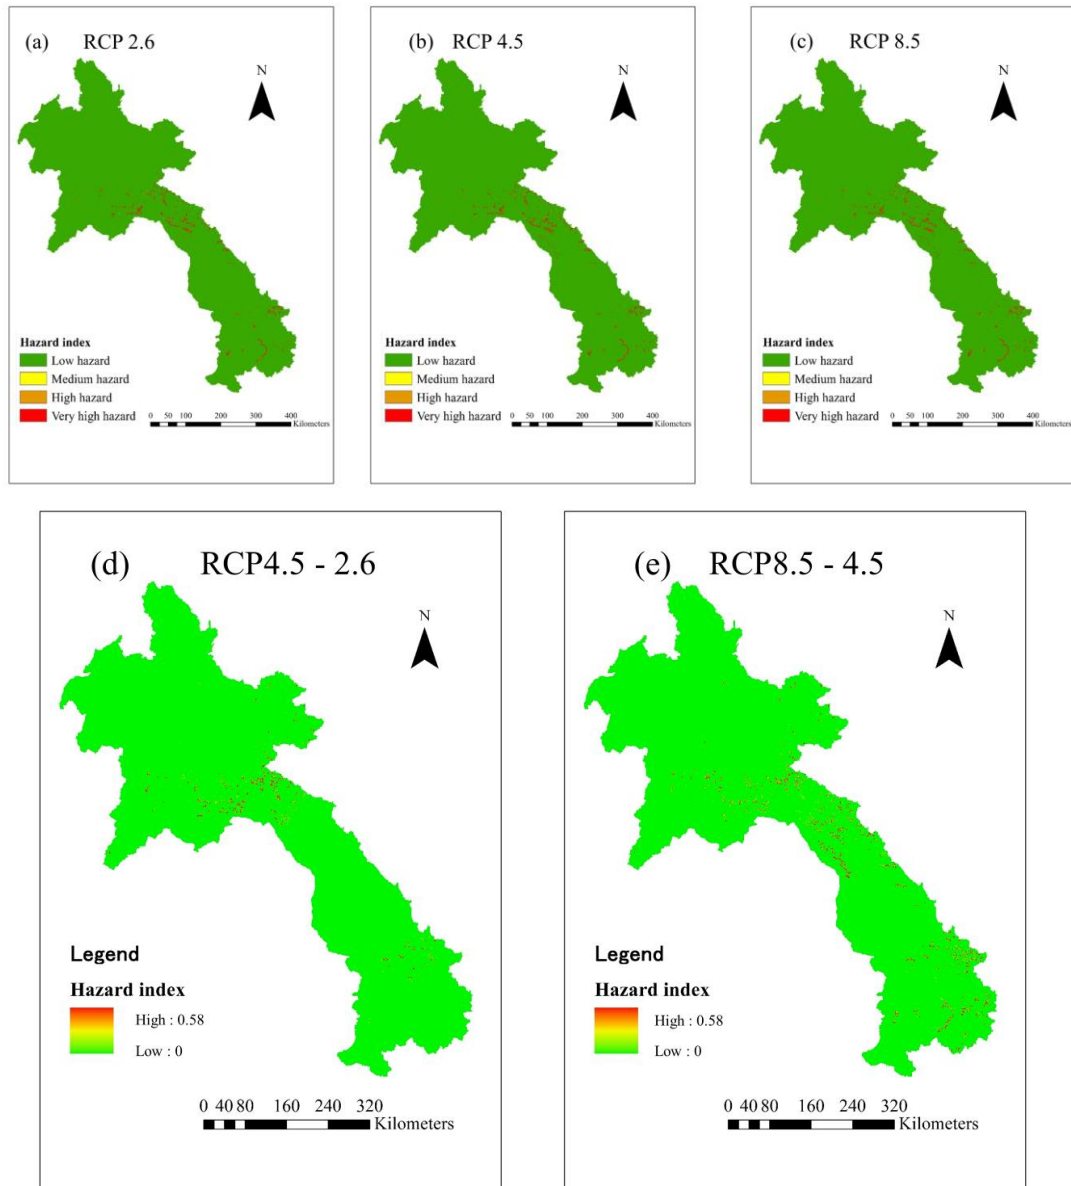 (a) RCP 2.6
N
Hazard index
Low hazard
Medium hazard
High hazard
Very high hazard
0 50 100 200 300 400
Kilometers
(b) RCP 4.5
N
Hazard index
Low hazard
Medium hazard
High hazard
Very high hazard
0 50 100 200 300 400
Kilometers
(c) RCP 8.5
N
Hazard index
Low hazard
Medium hazard
High hazard
Very high hazard
0 50 100 200 300 400
Kilometers
(d) RCP4.5 - 2.6
N
Legend
Hazard index
High : 0.58
Low : 0
0 40 80 160 240 320
Kilometers
(e) RCP8.5 - 4.5
N
Legend
Hazard index
High : 0.58
Low : 0
0 40 80 160 240 320
Kilometers